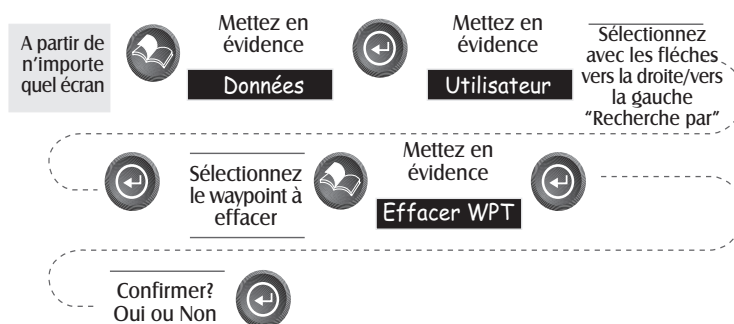 A partir de
n'importe
quel écran
Mettez en
évidence
Données
Mettez en
évidence
Utilisateur
Sélectionnez
avec les fléches
vers la droite/vers
la gauche
"Recherche par"
Sélectionnez
le waypoint à
effacer
Mettez en
évidence
Effacer WPT
Confirmer?
Oui ou Non